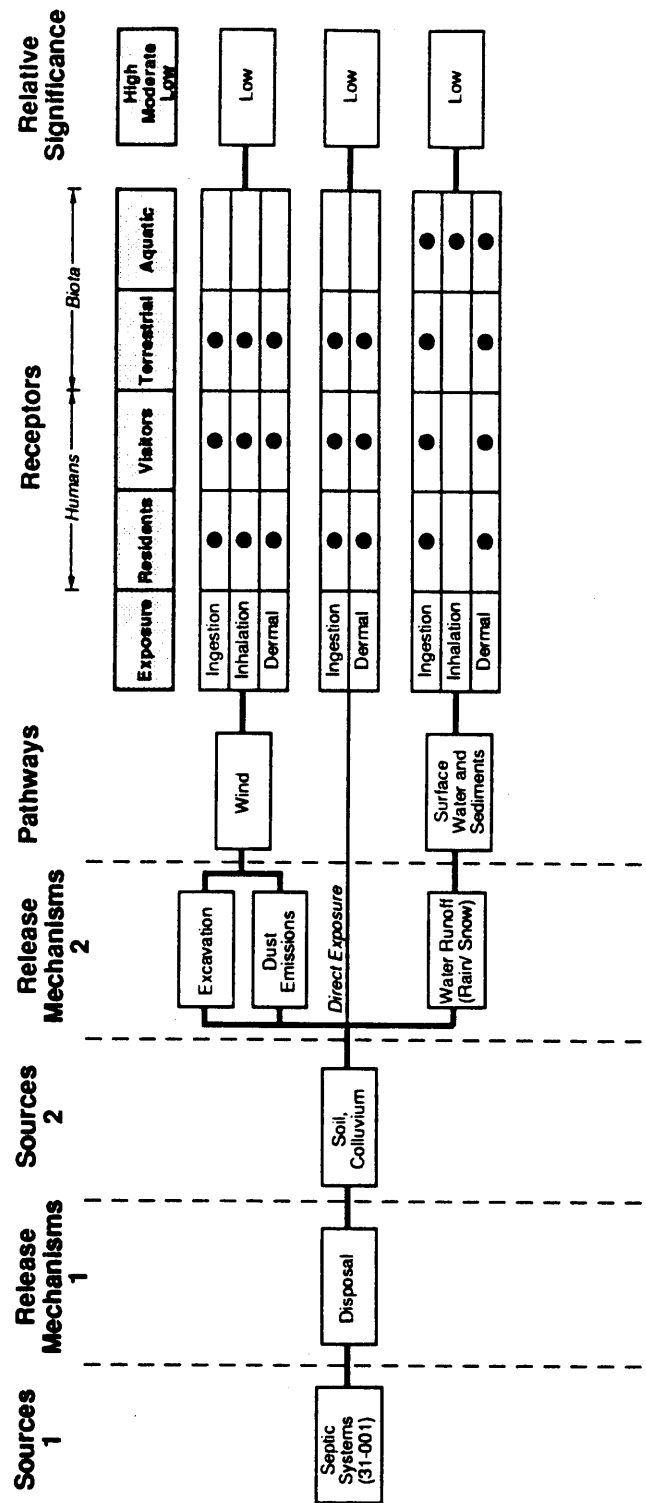 Sources
1
Release
Mechanisms
1
Sources
2
Release
Mechanisms
2
Pathways
Receptors
Relative
Significance
Humans
Biota
Exposure
Residents
Visitors
Terrestrial
Aquatic
High
Moderate
Low
Septic
Systems
(31-001)
Disposal
Soil,
Colluvium
Excavation
Dust
Emissions
Wind
Ingestion
Inhalation
Dermal
Low
Direct Exposure
Ingestion
Dermal
Low
Water Runoff
(Rain/ Snow)
Surface
Water and
Sediments
Ingestion
Inhalation
Dermal
Low